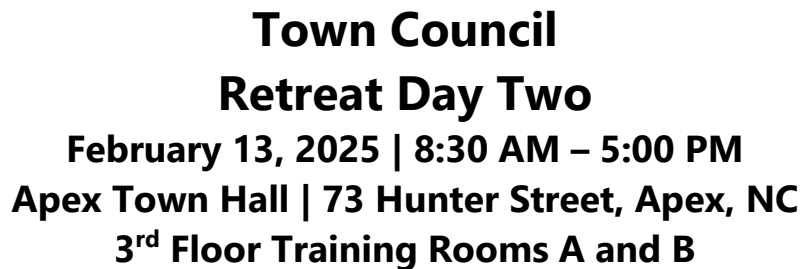 Town Council
Retreat Day Two
February 13, 2025 | 8:30 AM – 5:00 PM
Apex Town Hall | 73 Hunter Street, Apex, NC
3rd Floor Training Rooms A and B